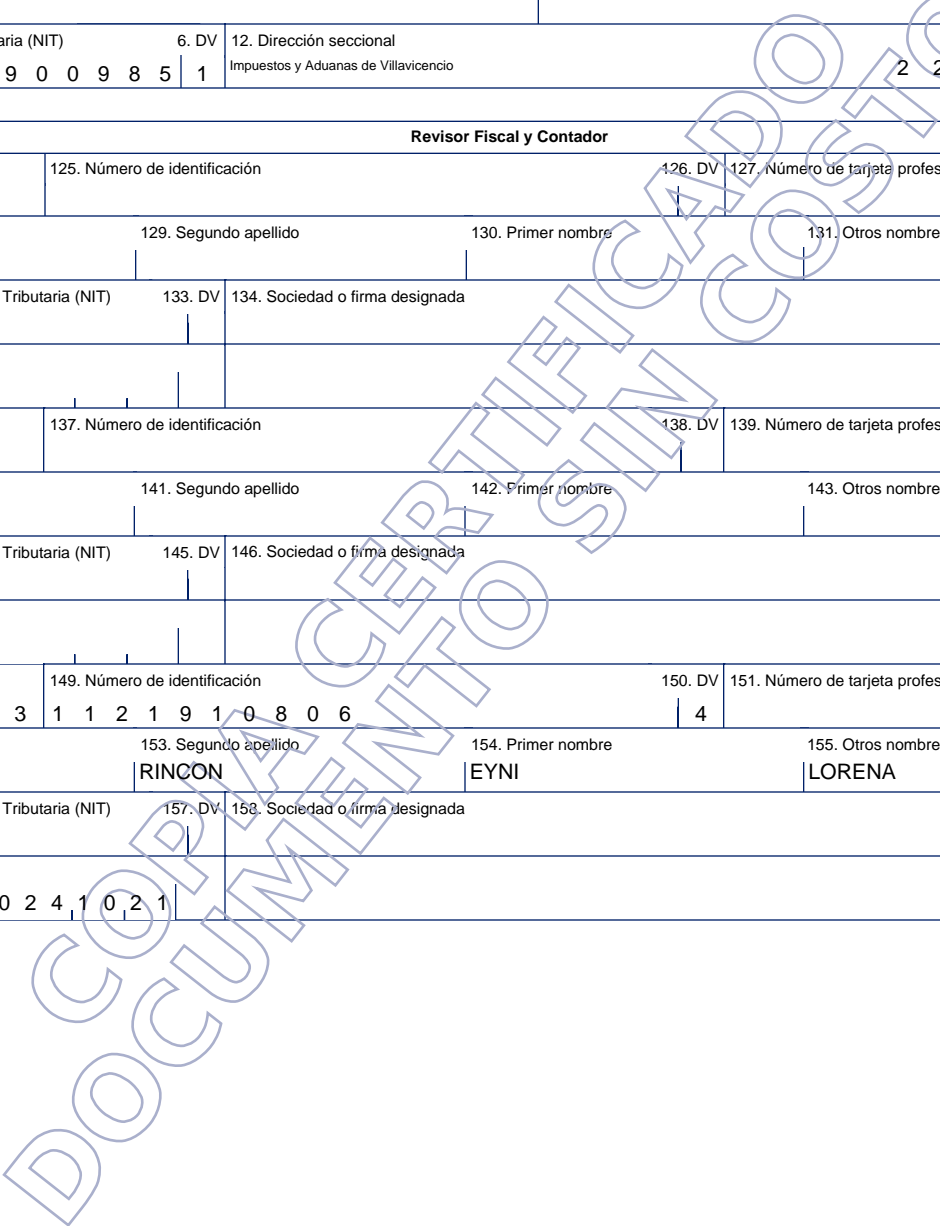 aria (NIT) 6. DV 12. Dirección seccional
9 0 0 9 8 5 1 Impuestos y Aduanas de Villavicencio 2 2
Revisor Fiscal y Contador
125. Número de identificación 126. DV 127. Número de tarjeta profes
129. Segundo apellido 130. Primer nombre 131. Otros nombre
Tributaria (NIT) 133. DV 134. Sociedad o firma designada
137. Número de identificación 138. DV 139. Número de tarjeta profes
141. Segundo apellido 142. Primer nombre 143. Otros nombre
Tributaria (NIT) 145. DV 146. Sociedad o firma designada
149. Número de identificación 150. DV 151. Número de tarjeta profes
3 1 1 2 1 9 1 0 8 0 6 4
153. Segundo apellido 154. Primer nombre 155. Otros nombre
RINCON EYNI LORENA
Tributaria (NIT) 157. DV 158. Sociedad o firma designada
0 2 4 1 0 2 1
COPIA CERTIFICADO
DOCUMENTO SIN COSTO